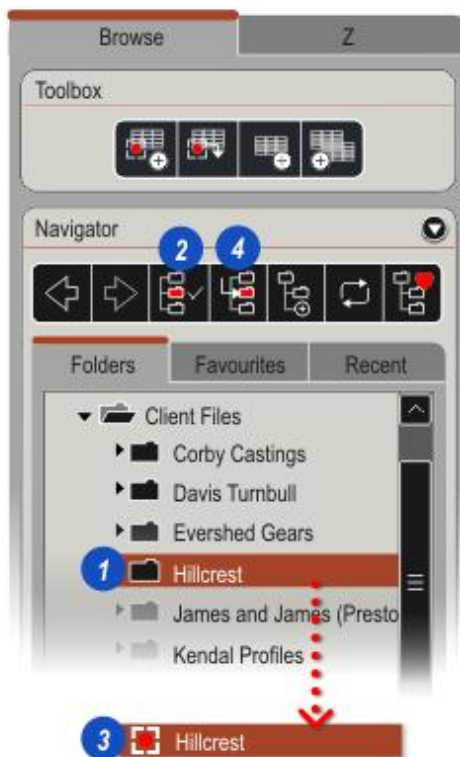 Browse Z
Toolbox
Navigator
2 4
Folders Favourites Recent
Client Files
Corby Castings
Davis Turnbull
Evershed Gears
1 Hillcrest
James and James (Presto
Kendal Profiles
3 Hillcrest